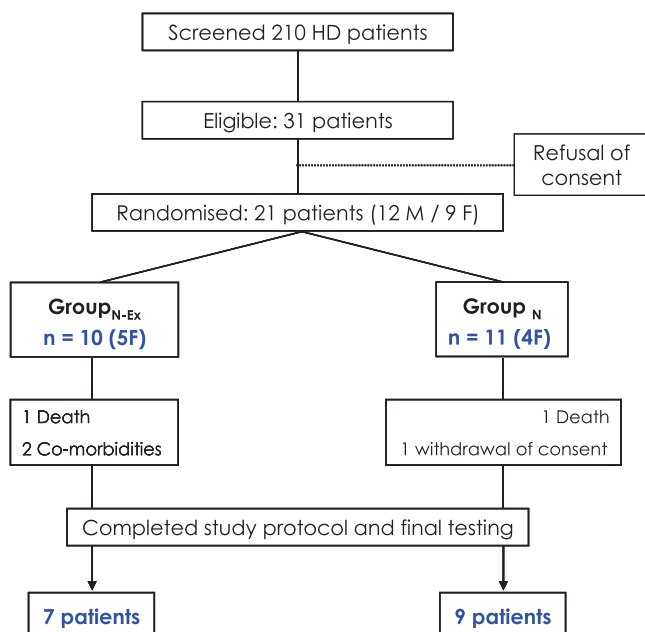 Screened 210 HD patients
Eligible: 31 patients
Refusal of
consent
Randomised: 21 patients (12 M / 9 F)
Group N-Ex
n = 10 (5F)
Group N
n = 11 (4F)
1 Death
2 Co-morbidities
1 Death
1 withdrawal of consent
Completed study protocol and final testing
7 patients
9 patients